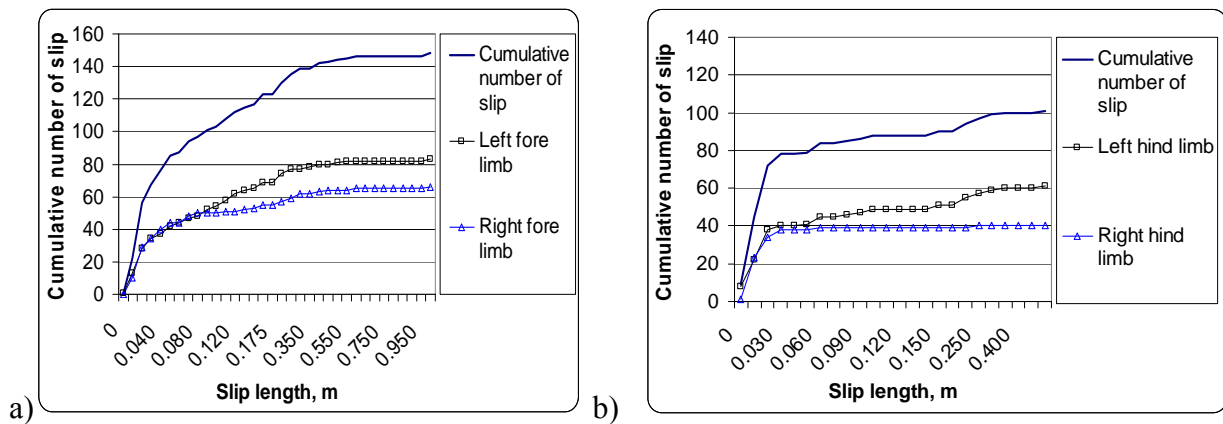 160
140
120
100
80
60
40
20
0
Cumulative number of slip
0
0.040
0.080
0.120
0.175
0.350
0.550
0.750
0.950
Slip length, m
Cumulative
number of
slip
Left fore
limb
Right fore
limb
a)
140
120
100
80
60
40
20
0
Cumulative number of slip
0
0.030
0.060
0.090
0.120
0.150
0.250
0.400
Slip length, m
Cumulative
number of
slip
Left hind limb
Right hind
limb
b)